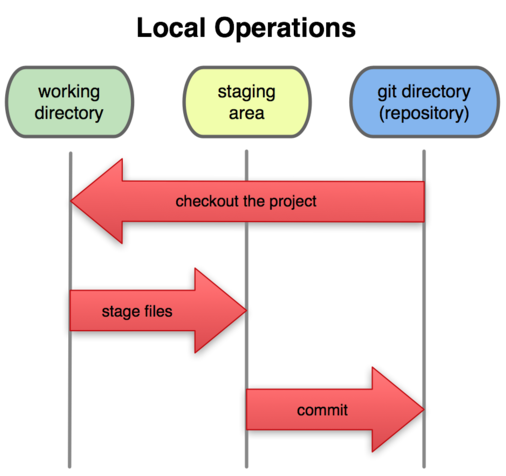 Local Operations
working
directory
staging
area
git directory
(repository)
checkout the project
stage files
commit